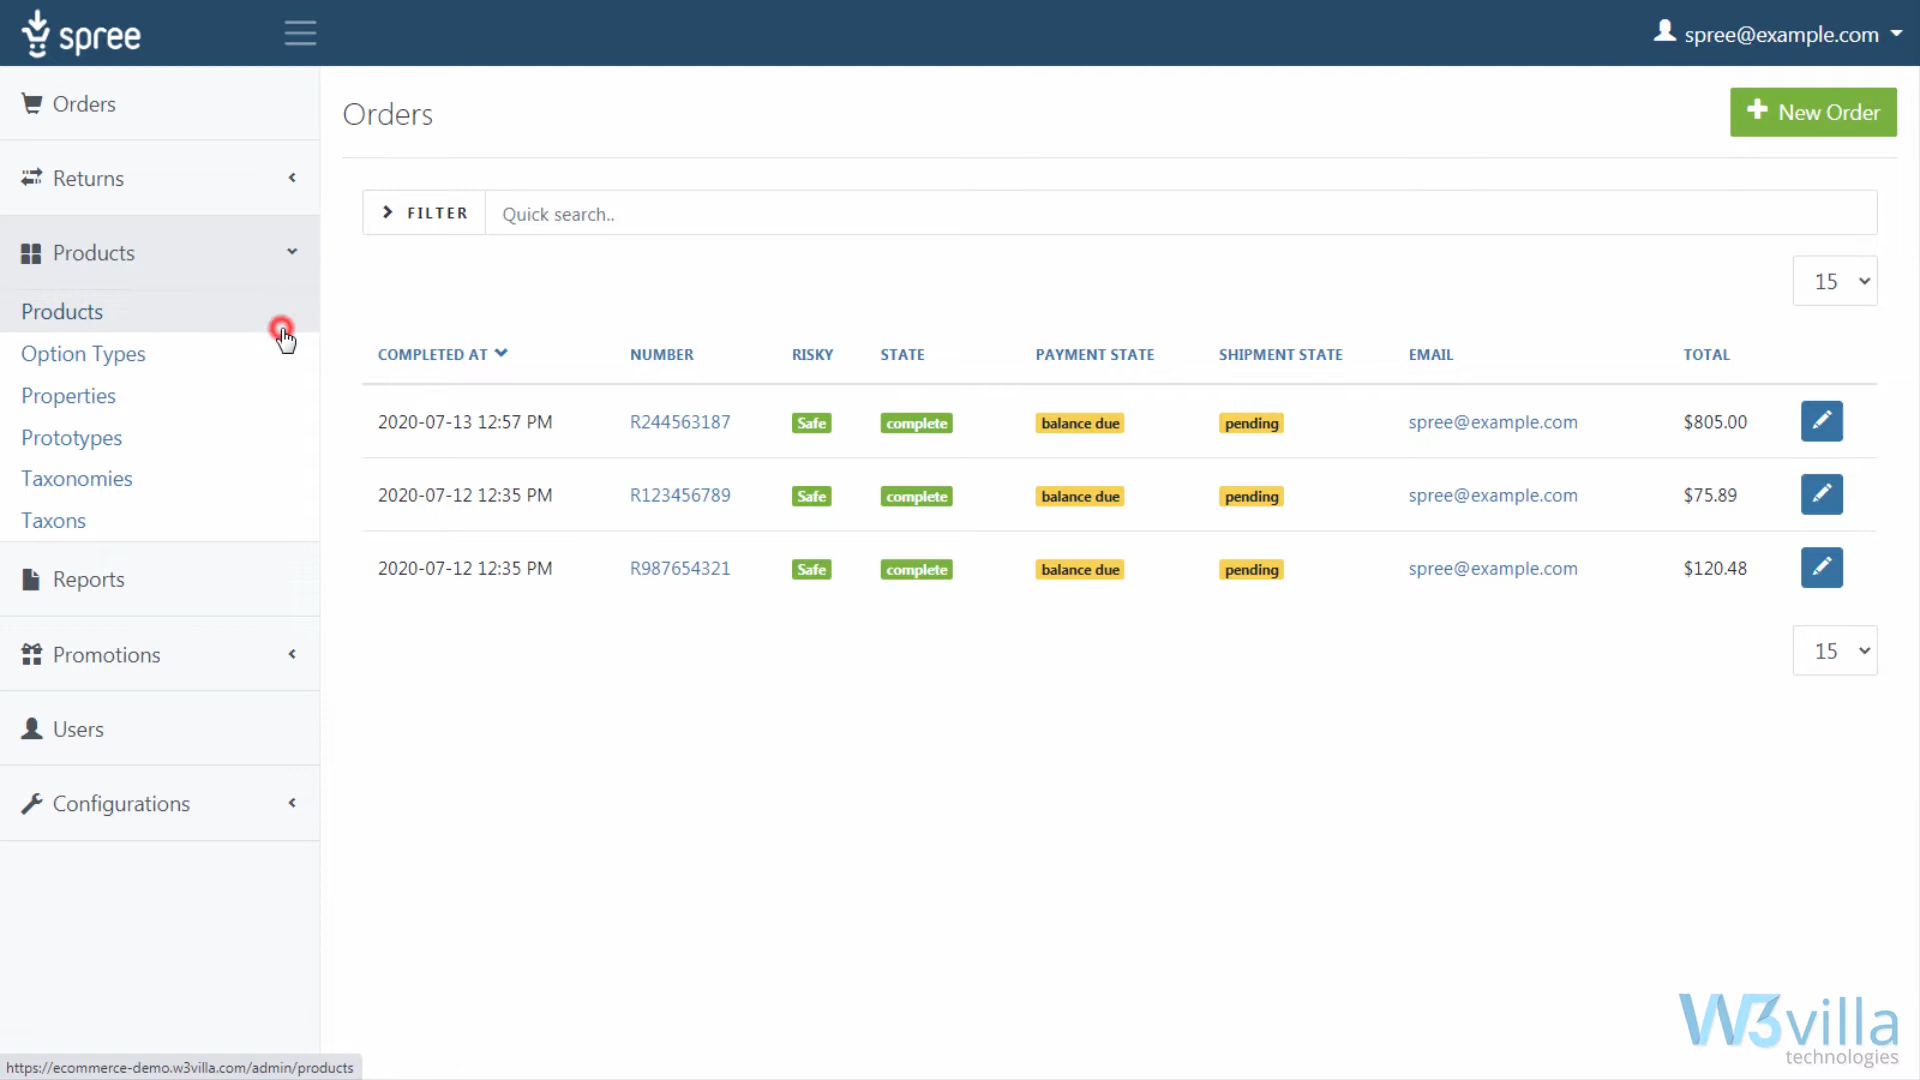 spree
spree@example.com
Orders
Returns
Products
Products
Option Types
Properties
Prototypes
Taxonomies
Taxons
Reports
Promotions
Users
Configurations
Orders
New Order
FILTER Quick search..
15
COMPLETED AT NUMBER RISKY STATE PAYMENT STATE SHIPMENT STATE EMAIL TOTAL
2020-07-13 12:57 PM R244563187 Safe complete balance due pending spree@example.com $805.00
2020-07-12 12:35 PM R123456789 Safe complete balance due pending spree@example.com $75.89
2020-07-12 12:35 PM R987654321 Safe complete balance due pending spree@example.com $120.48
15
W3villa
technologies
https://ecommerce-demo.w3villa.com/admin/products